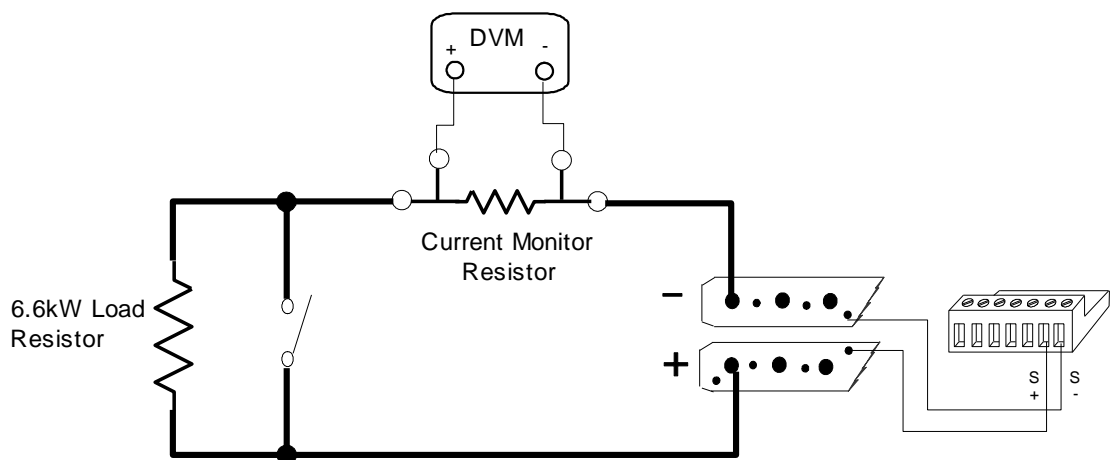 DVM
+ -
Current Monitor
Resistor
6.6kW Load
Resistor
-
+
S S
+ -